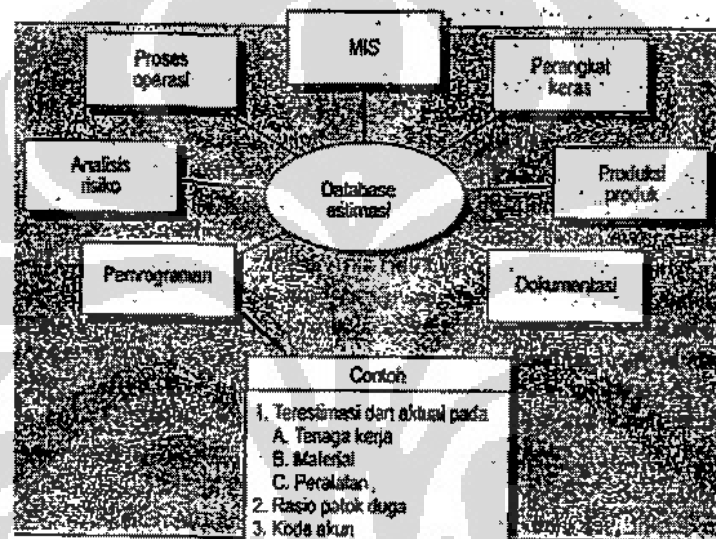 MIS
Proses
operasi
Perangkat
keras
Analisis
risiko
Database
estimasi
Produksi
produk
Pemrograman
Dokumentasi
Contoh
1. Terestimasi dan aktual pada
A. Tenaga kerja
B. Material
C. Peralatan
2. Rasio patok duga
3. Kode akun